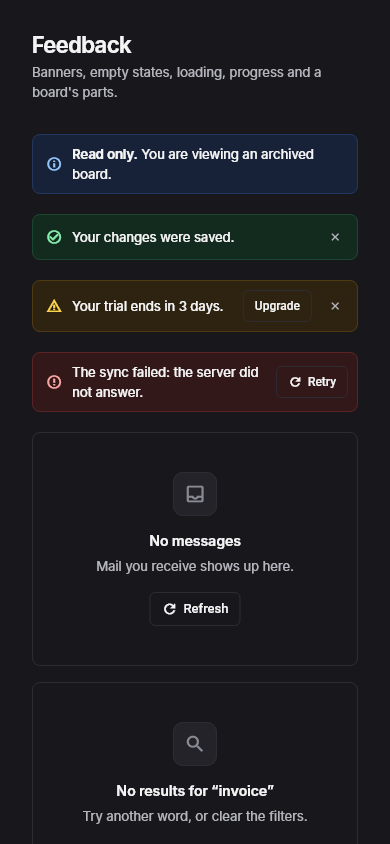 Feedback
Banners, empty states, loading, progress and a
board's parts.
Read only. You are viewing an archived
board.
Your changes were saved.
Your trial ends in 3 days.
Upgrade
The sync failed: the server did
not answer.
Retry
No messages
Mail you receive shows up here.
Refresh
No results for “invoice”
Try another word, or clear the filters.